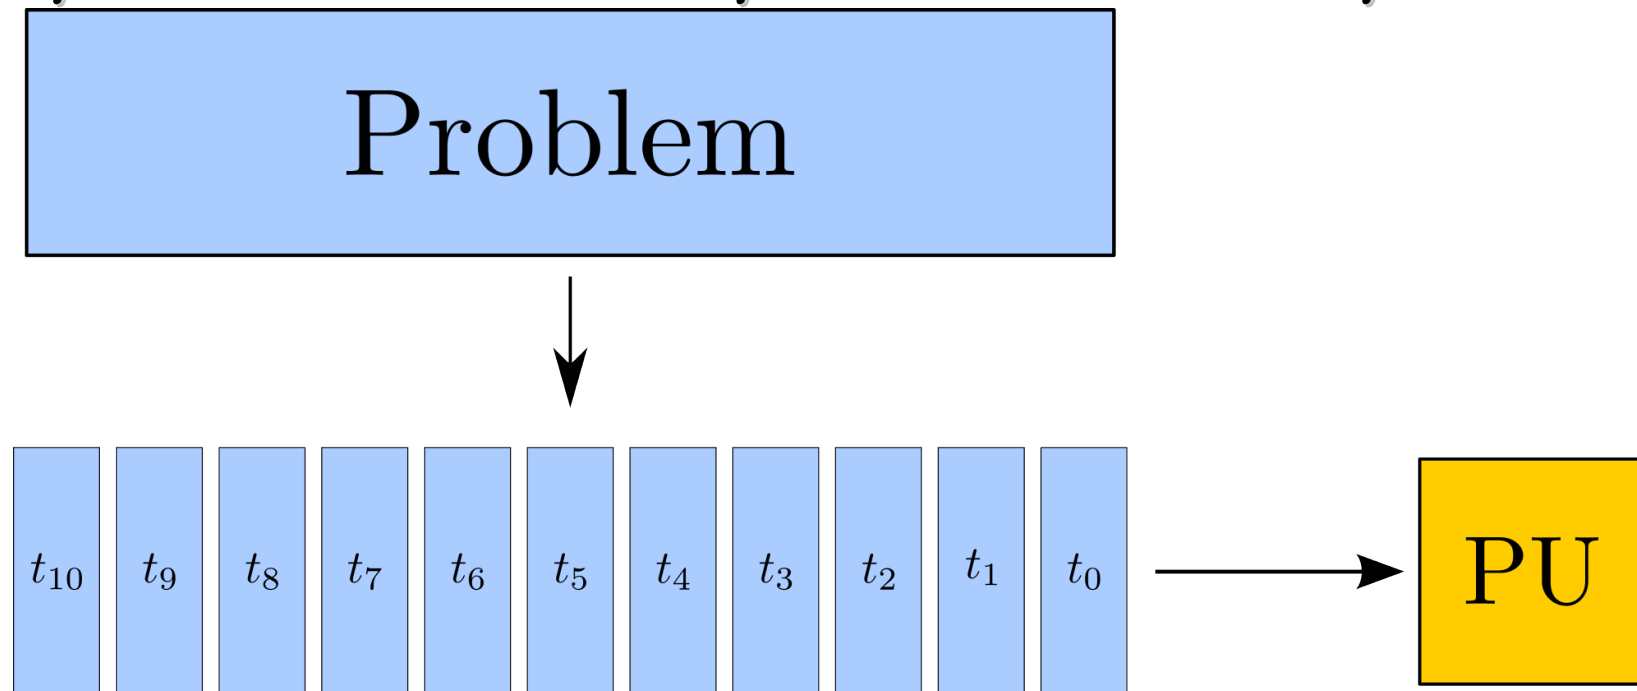 Problem
t₁₀ t₉ t₈ t₇ t₆ t₅ t₄ t₃ t₂ t₁ t₀ PU